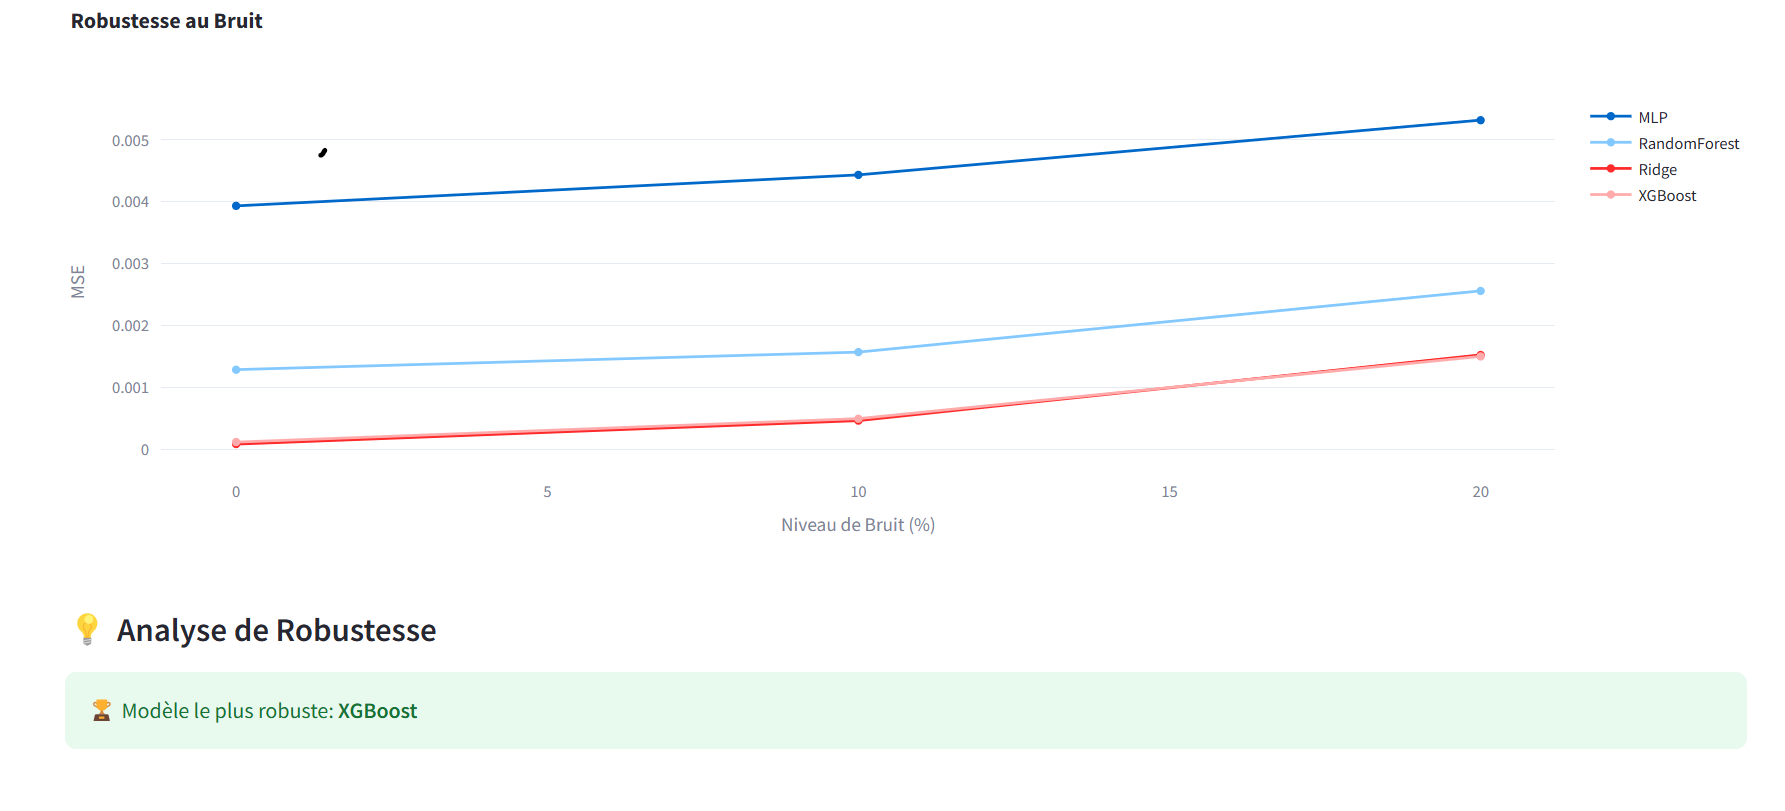 Robustesse au Bruit
MLP
RandomForest
Ridge
XGBoost
0.005
0.004
0.003
0.002
0.001
0
MSE
0 5 10 15 20
Niveau de Bruit (%)
Analyse de Robustesse
Modèle le plus robuste: XGBoost